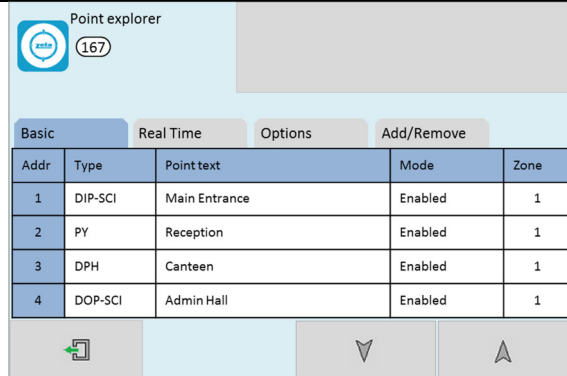 Point explorer
zeta
167
Basic Real Time Options Add/Remove
Addr Type Point text Mode Zone
1 DIP-SCI Main Entrance Enabled 1
2 PY Reception Enabled 1
3 DPH Canteen Enabled 1
4 DOP-SCI Admin Hall Enabled 1